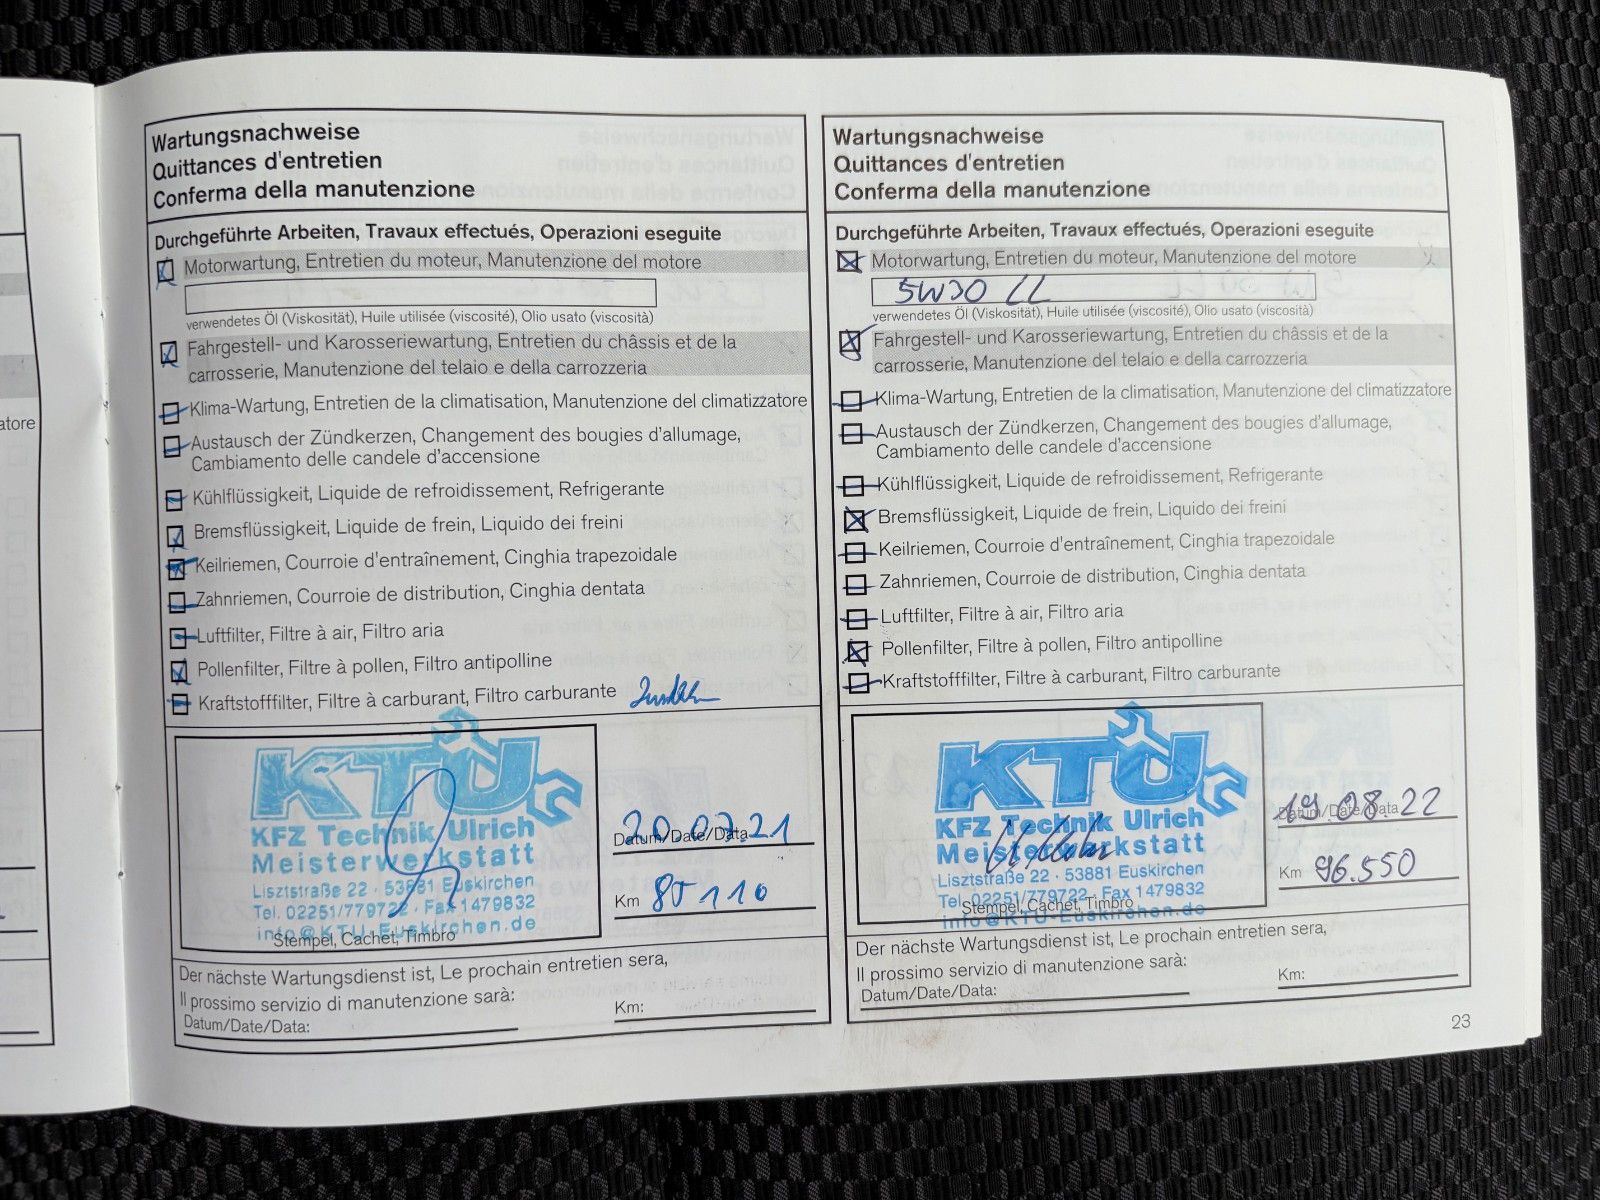 atore
Wartungsnachweise
Quittances d'entretien
Conferma della manutenzione
Durchgeführte Arbeiten, Travaux effectués, Operazioni eseguite
Motorwartung, Entretien du moteur, Manutenzione del motore
verwendetes Öl (Viskosität), Huile utilisée (viscosité), Olio usato (viscosità)
Fahrgestell- und Karosseriewartung, Entretien du châssis et de la
carrosserie, Manutenzione del telaio e della carrozzeria
Klima-Wartung, Entretien de la climatisation, Manutenzione del climatizzatore
Austausch der Zündkerzen, Changement des bougies d'allumage,
Cambiamento delle candele d'accensione
Kühlflüssigkeit, Liquide de refroidissement, Refrigerante
Bremsflüssigkeit, Liquide de frein, Liquido dei freini
Keilriemen, Courroie d'entraînement, Cinghia trapezoidale
Zahnriemen, Courroie de distribution, Cinghia dentata
Luftfilter, Filtre à air, Filtro aria
Pollenfilter, Filtre à pollen, Filtro antipolline
Kraftstofffilter, Filtre à carburant, Filtro carburante
KTU
KFZ Technik Ulrich
Meisterwerkstatt
Lisztstraße 22 · 53881 Euskirchen
Tel. 02251/779722 · Fax 1479832
info@KTU-Euskirchen.de
Stempel, Cachet, Timbro
20.07.21
Datum/Date/Data
Km 85110
Der nächste Wartungsdienst ist, Le prochain entretien sera,
Il prossimo servizio di manutenzione sarà:
Datum/Date/Data:
Km:
Wartungsnachweise
Quittances d'entretien
Conferma della manutenzione
Durchgeführte Arbeiten, Travaux effectués, Operazioni eseguite
Motorwartung, Entretien du moteur, Manutenzione del motore
5W30 LL
verwendetes Öl (Viskosität), Huile utilisée (viscosité), Olio usato (viscosità)
Fahrgestell- und Karosseriewartung, Entretien du châssis et de la
carrosserie, Manutenzione del telaio e della carrozzeria
Klima-Wartung, Entretien de la climatisation, Manutenzione del climatizzatore
Austausch der Zündkerzen, Changement des bougies d'allumage,
Cambiamento delle candele d'accensione
Kühlflüssigkeit, Liquide de refroidissement, Refrigerante
Bremsflüssigkeit, Liquide de frein, Liquido dei freini
Keilriemen, Courroie d'entraînement, Cinghia trapezoidale
Zahnriemen, Courroie de distribution, Cinghia dentata
Luftfilter, Filtre à air, Filtro aria
Pollenfilter, Filtre à pollen, Filtro antipolline
Kraftstofffilter, Filtre à carburant, Filtro carburante
KTU
KFZ Technik Ulrich
Meisterwerkstatt
Lisztstraße 22 · 53881 Euskirchen
Tel. 02251/779722 · Fax 1479832
info@KTU-Euskirchen.de
Stempel, Cachet, Timbro
19.08.22
Datum/Date/Data
Km 96.550
Der nächste Wartungsdienst ist, Le prochain entretien sera,
Il prossimo servizio di manutenzione sarà:
Datum/Date/Data:
Km:
23